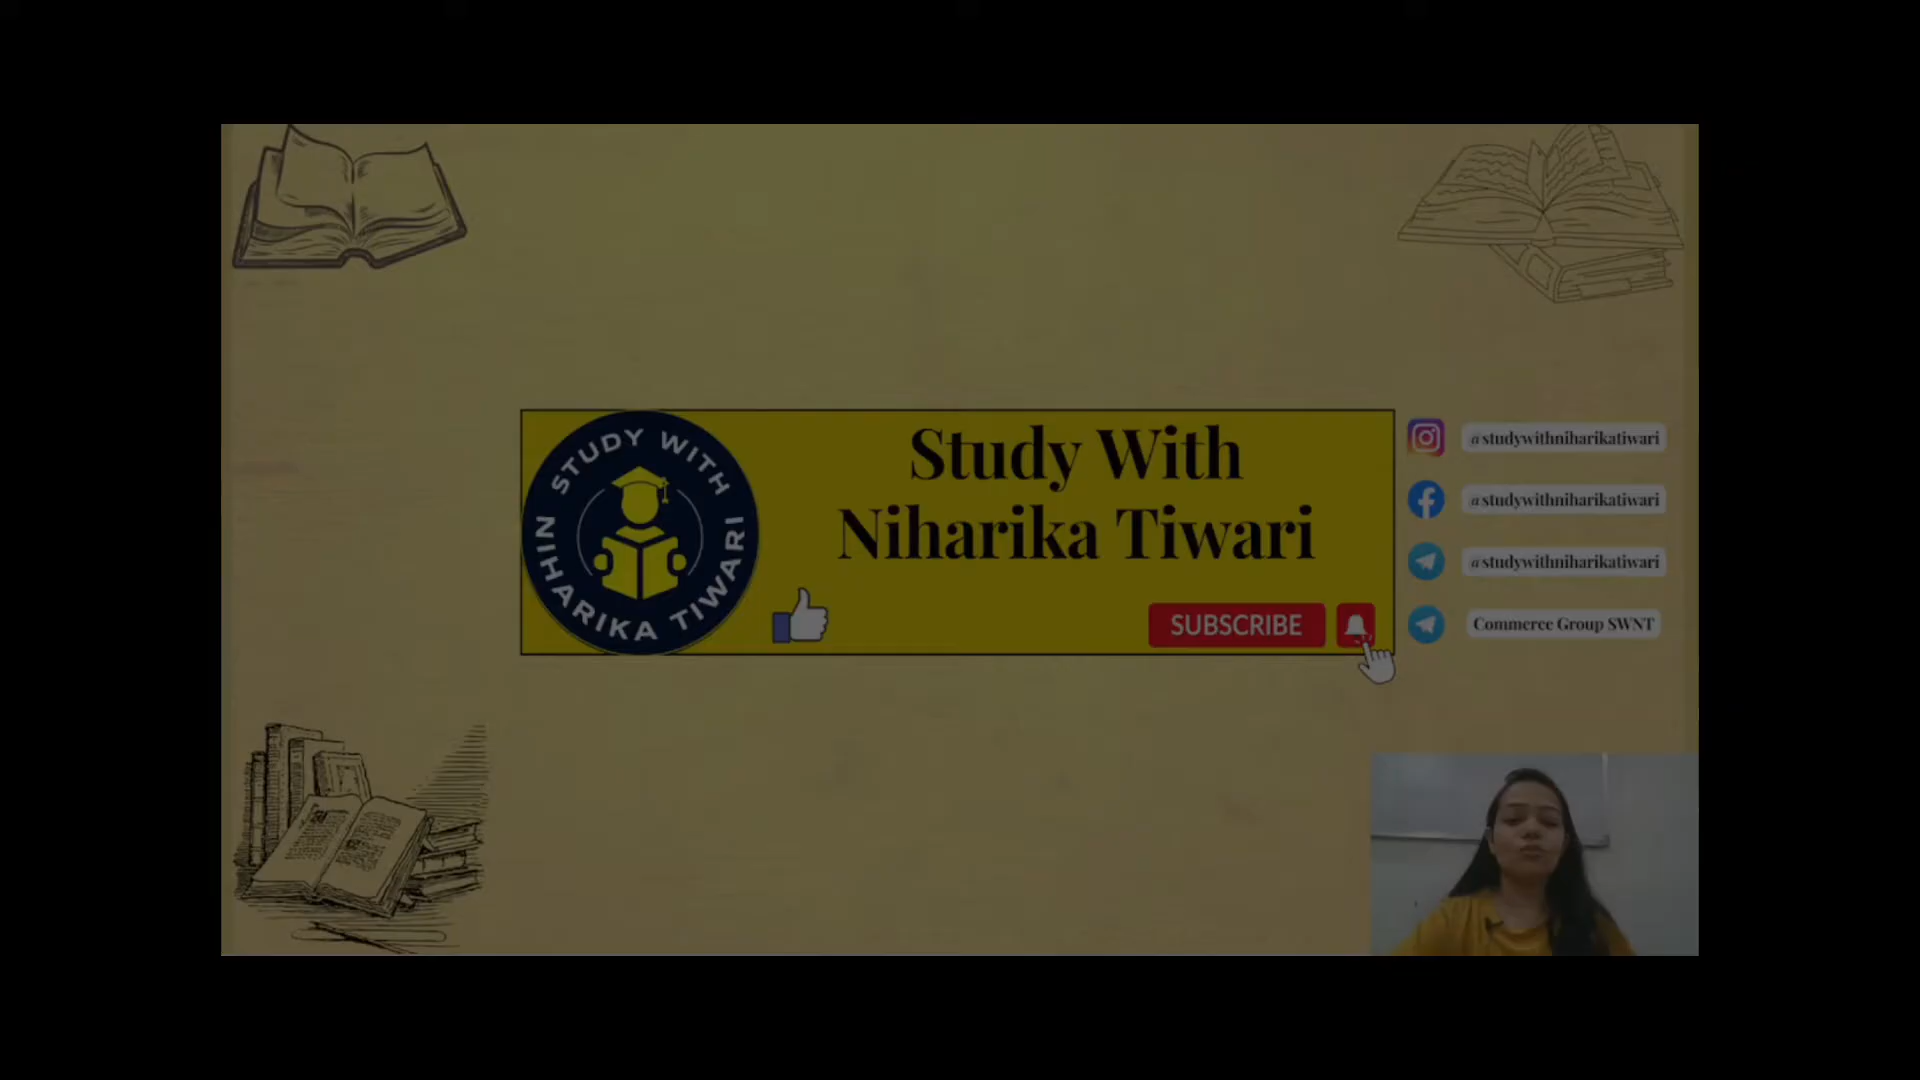 STUDY WITH
NIHARIKA TIWARI
Study With
Niharika Tiwari
SUBSCRIBE
@studywithniharikatiwari
@studywithniharikatiwari
@studywithniharikatiwari
Commerce Group SWNT